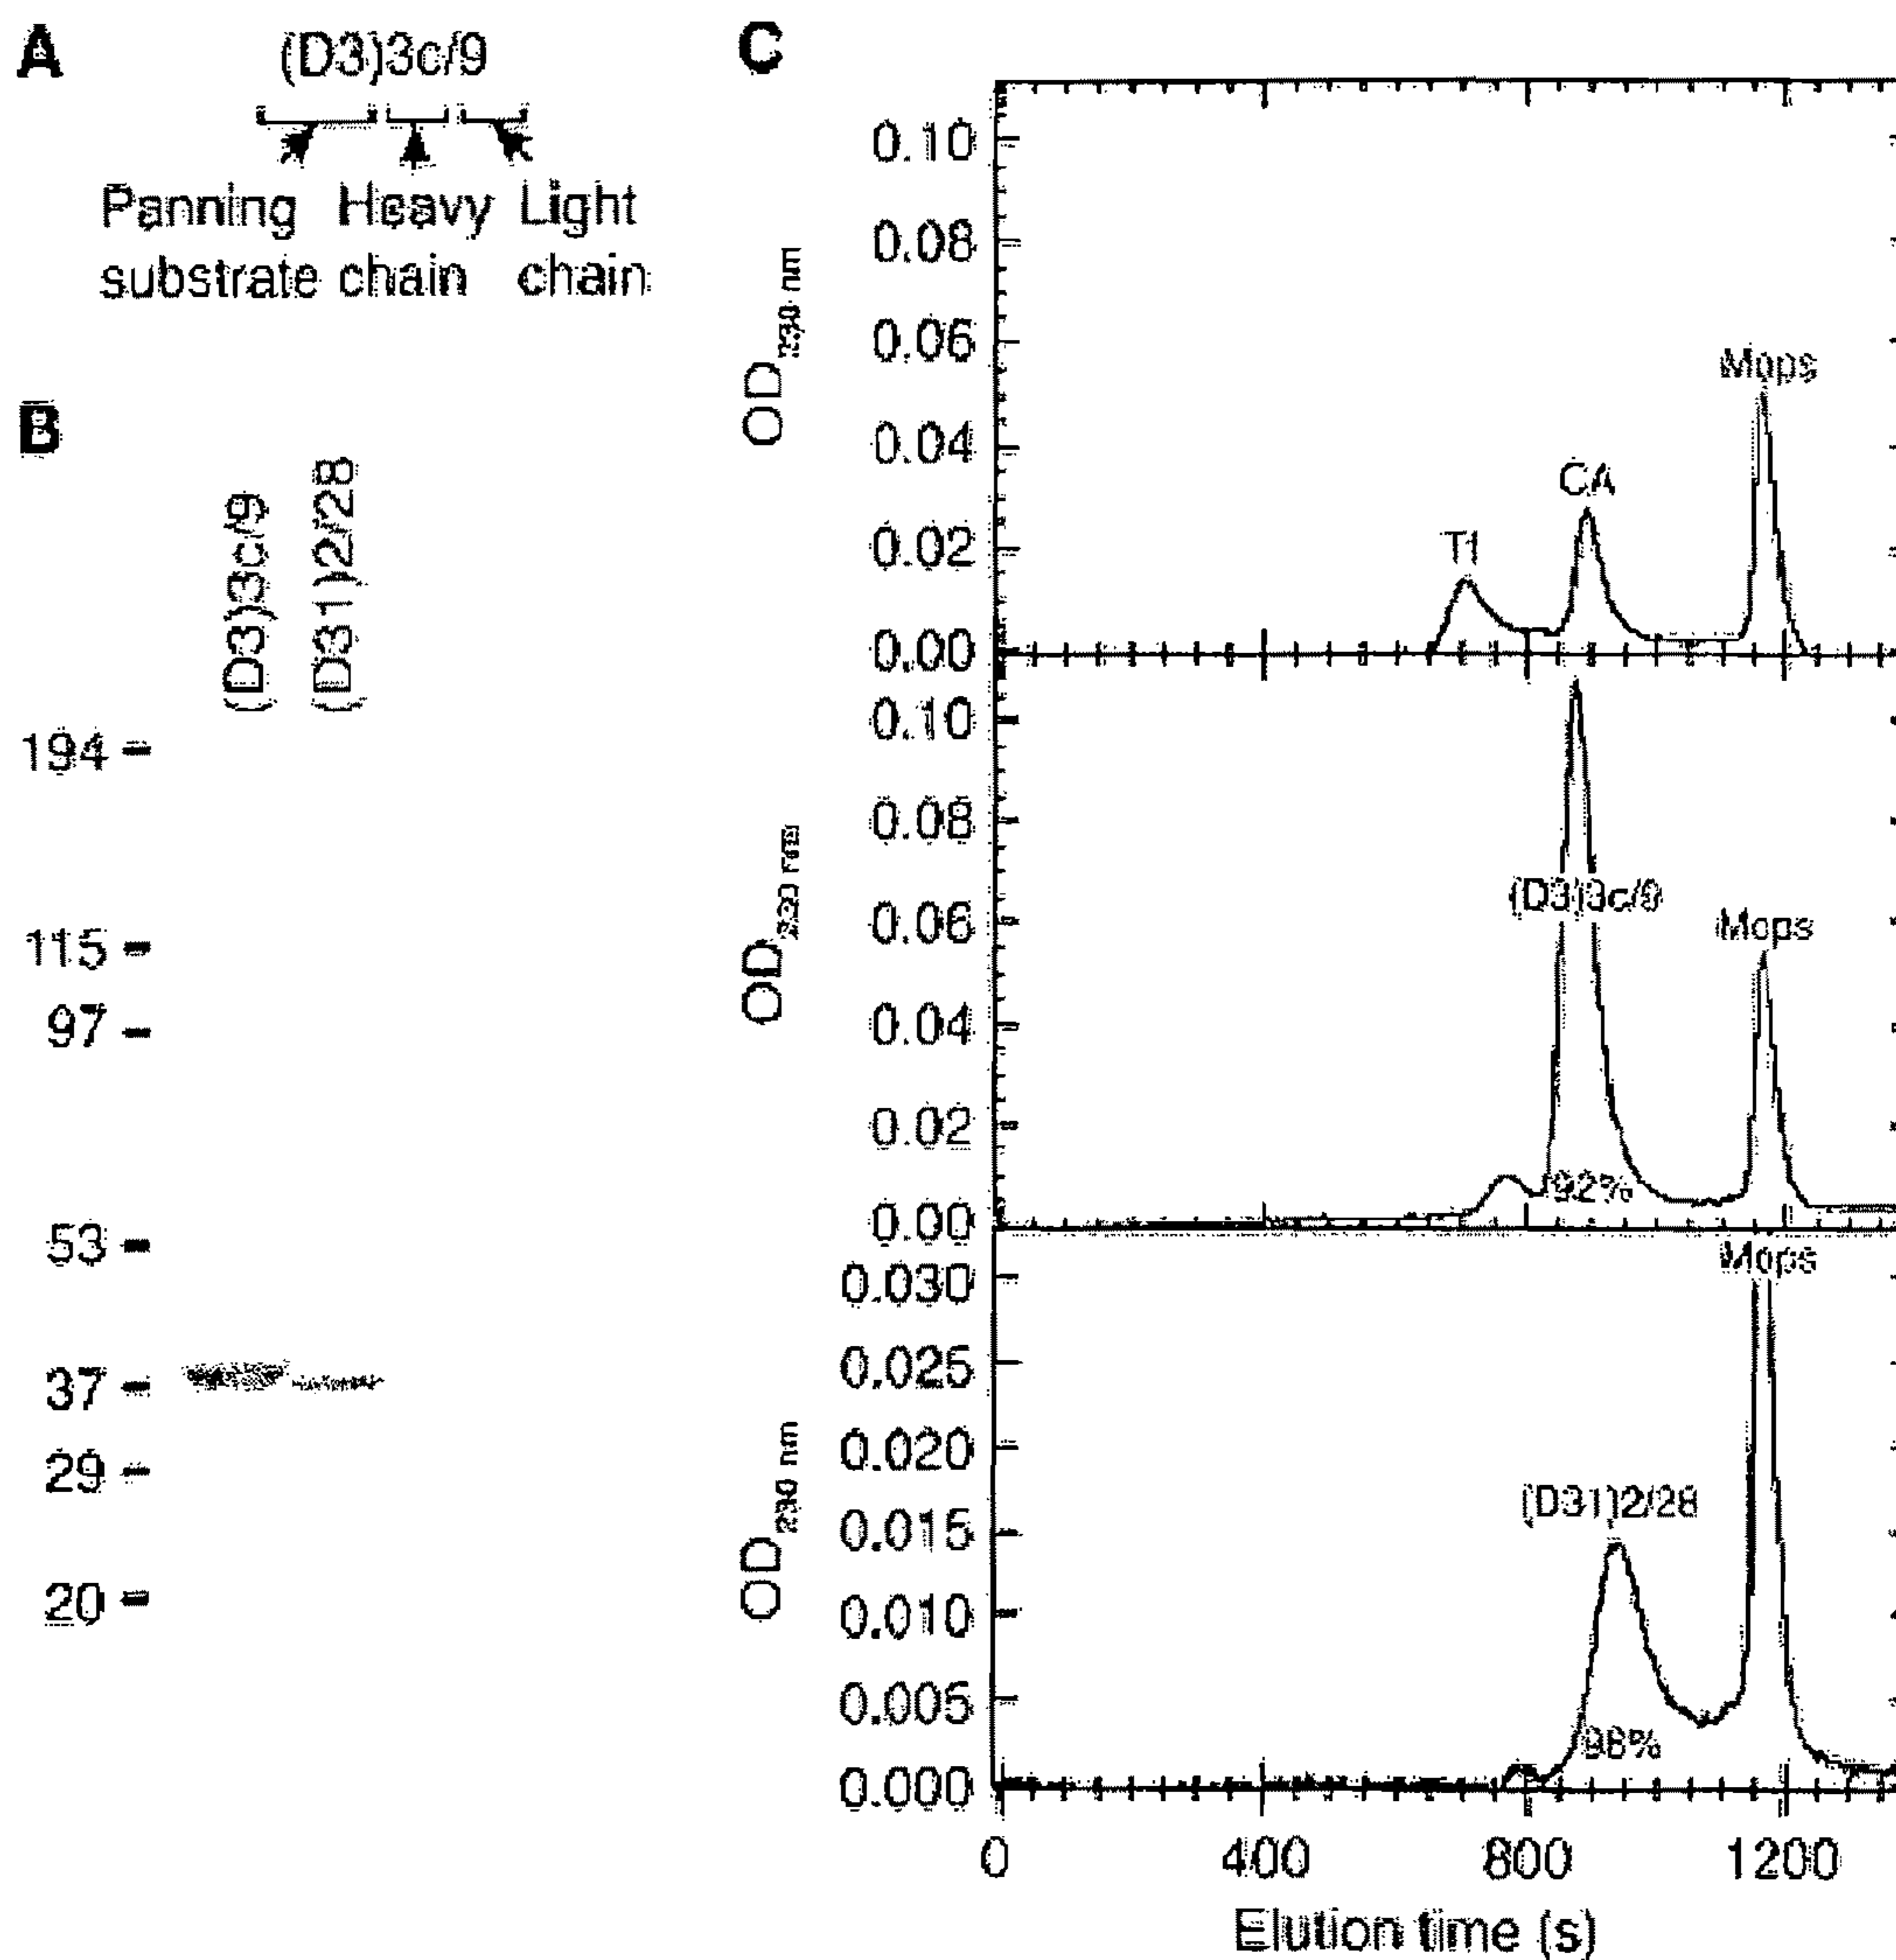 A
(D3)3c/9
Panning Heavy Light
substrate chain chain
B
(D3)3c/9
(D31)2/28
194
115
97
53
37
29
20
C
OD
0.10
0.08
0.06
0.04
0.02
0.00
Tf
CA
Mops
OD
0.10
0.08
0.06
0.04
0.02
0.00
(D3)3c/9
Mops
92%
OD
0.030
0.025
0.020
0.015
0.010
0.005
0.000
(D31)2/28
Mops
0 400 800 1200
Elution time (s)